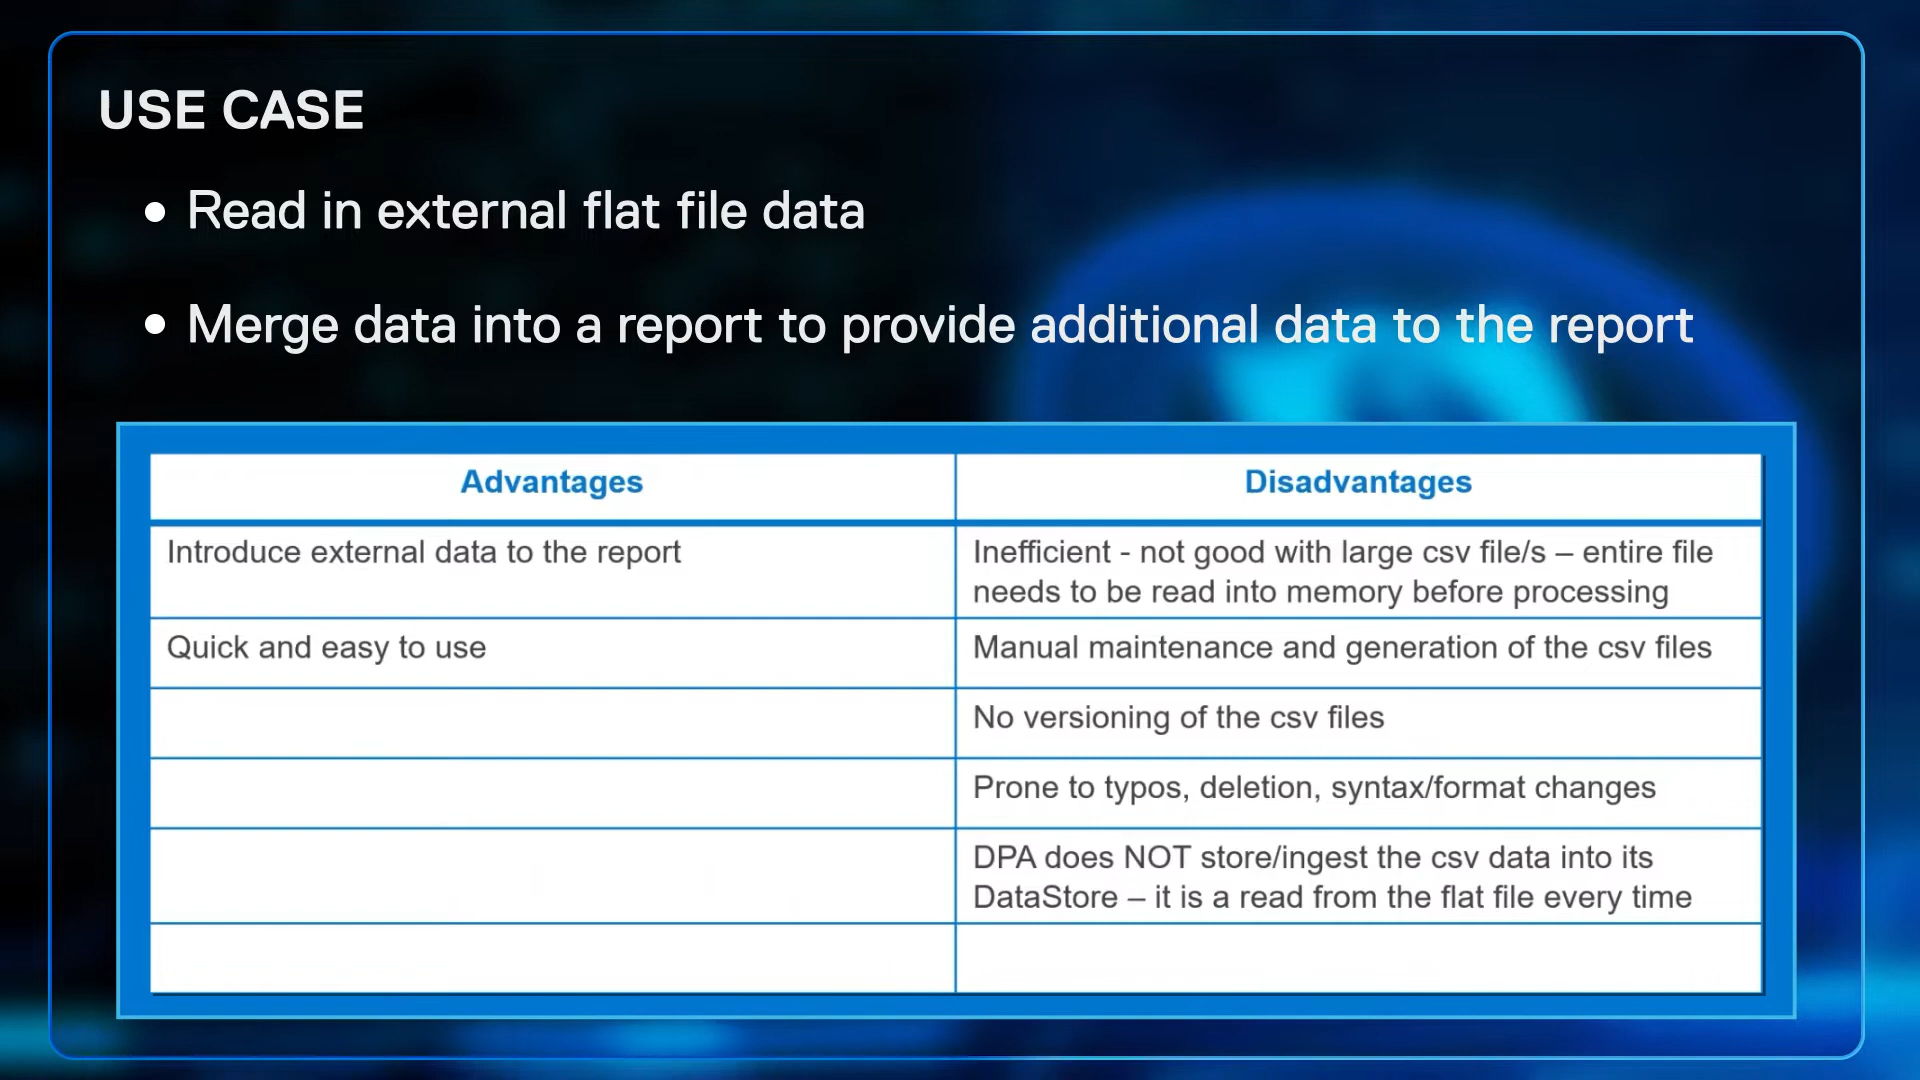 USE CASE
• Read in external flat file data
• Merge data into a report to provide additional data to the report
Advantages
Disadvantages
Introduce external data to the report
Inefficient - not good with large csv file/s – entire file
needs to be read into memory before processing
Quick and easy to use
Manual maintenance and generation of the csv files
No versioning of the csv files
Prone to typos, deletion, syntax/format changes
DPA does NOT store/ingest the csv data into its
DataStore – it is a read from the flat file every time